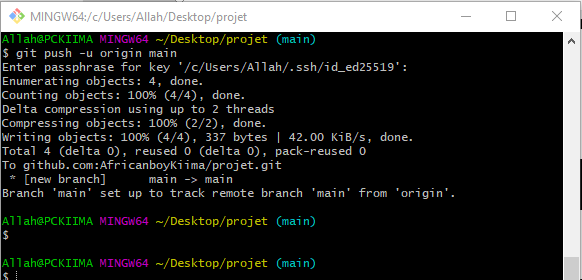 MINGW64:/c/Users/Allah/Desktop/projet
Allah@PCKIIMA MINGW64 ~/Desktop/projet (main)
$ git push -u origin main
Enter passphrase for key '/c/Users/Allah/.ssh/id_ed25519':
Enumerating objects: 4, done.
Counting objects: 100% (4/4), done.
Delta compression using up to 2 threads
Compressing objects: 100% (2/2), done.
Writing objects: 100% (4/4), 337 bytes | 42.00 KiB/s, done.
Total 4 (delta 0), reused 0 (delta 0), pack-reused 0
To github.com:AfricanboyKiima/projet.git
 * [new branch]      main -> main
Branch 'main' set up to track remote branch 'main' from 'origin'.
Allah@PCKIIMA MINGW64 ~/Desktop/projet (main)
$
Allah@PCKIIMA MINGW64 ~/Desktop/projet (main)
$